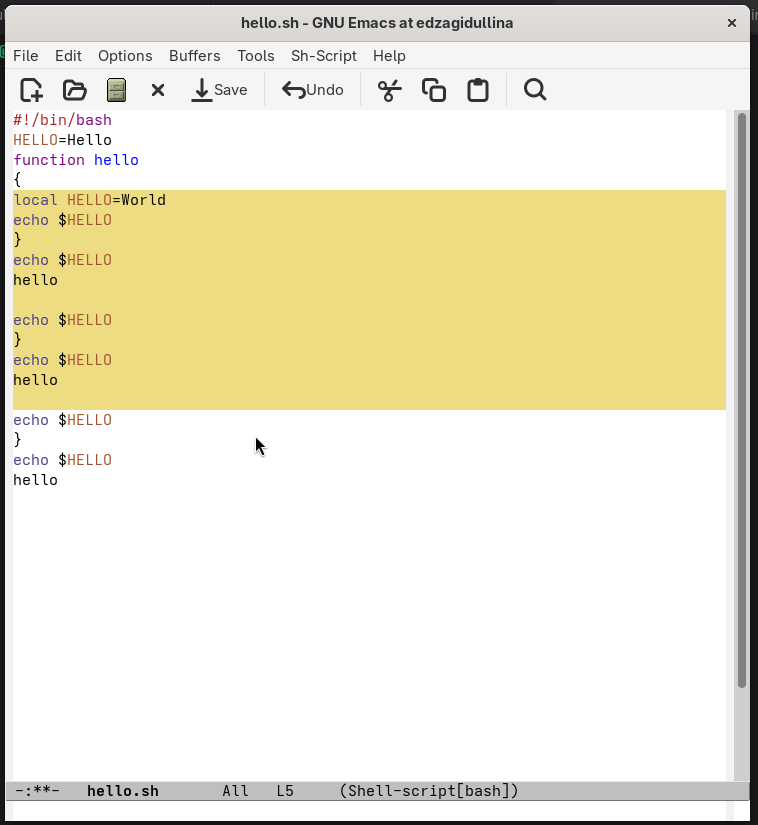 hello.sh - GNU Emacs at edzagidullina
File Edit Options Buffers Tools Sh-Script Help
Save Undo
#!/bin/bash
HELLO=Hello
function hello
{
local HELLO=World
echo $HELLO
}
echo $HELLO
hello
echo $HELLO
}
echo $HELLO
hello
echo $HELLO
}
echo $HELLO
hello
-:**- hello.sh All L5 (Shell-script[bash])